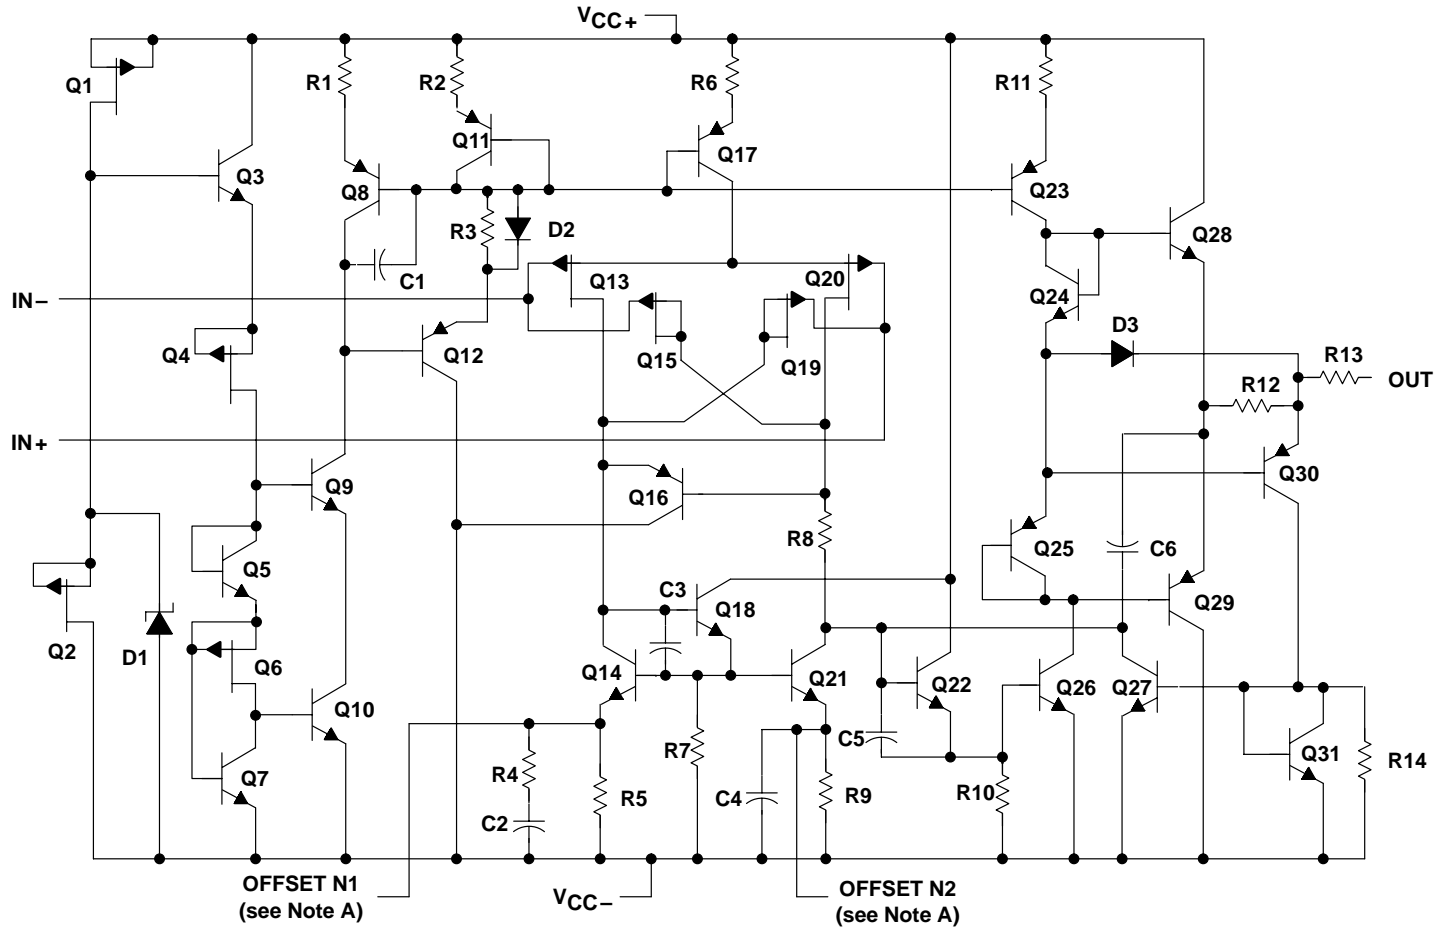 VCC+
Q1
R1
R2
R6
R11
Q3
Q8
Q11
Q17
Q23
R3
D2
Q28
C1
Q13
Q20
Q24
IN−
Q4
Q12
Q15
Q19
D3
R13
OUT
R12
IN+
Q9
Q16
Q30
R8
Q25
C6
Q5
C3
Q18
Q29
Q2
D1
Q6
Q14
Q21
Q22
Q26
Q27
Q10
R7
C5
Q7
R4
R5
C4
R9
R10
Q31
R14
C2
OFFSET N1
(see Note A)
VCC−
OFFSET N2
(see Note A)